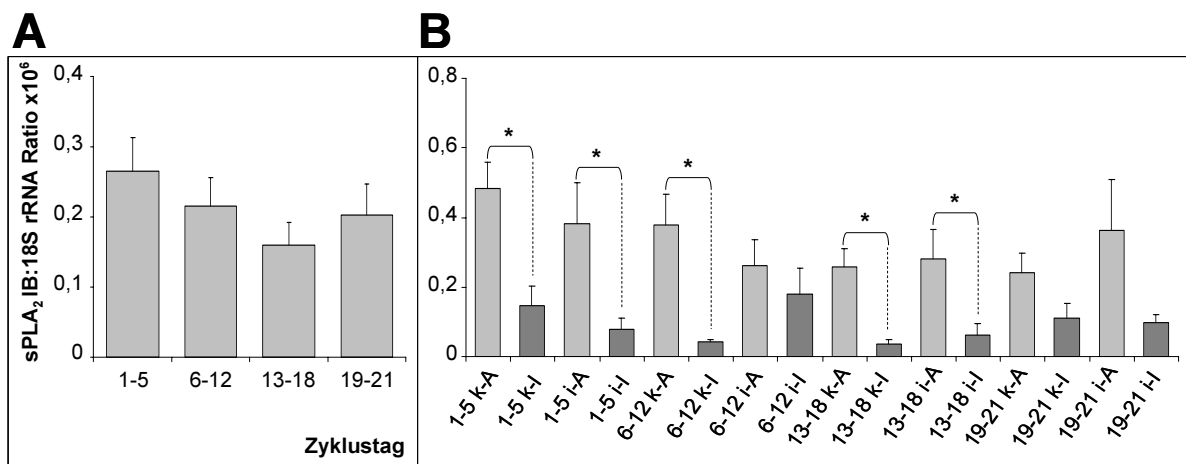 A
B
sPLA₂ IB:18S rRNA Ratio x10⁶
0,4
0,3
0,2
0,1
0
1-5
6-12
13-18
19-21
Zyklustag
0,8
0,6
0,4
0,2
0
*
*
*
*
*
1-5 k-A
1-5 k-I
1-5 i-A
1-5 i-I
6-12 k-A
6-12 k-I
6-12 i-A
6-12 i-I
13-18 k-A
13-18 k-I
13-18 i-A
13-18 i-I
19-21 k-A
19-21 k-I
19-21 i-A
19-21 i-I